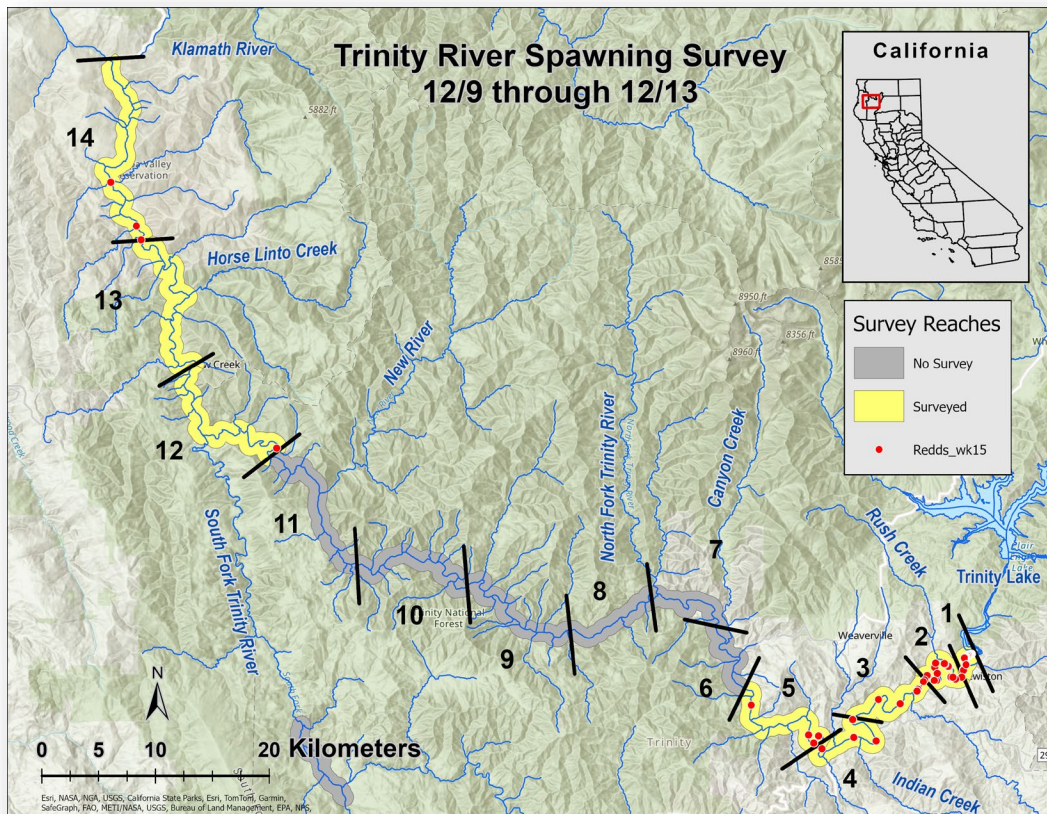 Trinity River Spawning Survey
12/9 through 12/13
California
Klamath River
5882 ft
14
Valley
Horse Linto Creek
13
8950 ft
8356 ft
8960 ft
Survey Reaches
No Survey
Surveyed
Redds_wk15
New River
Creek
12
North Fork Trinity River
Canyon Creek
11
South Fork Trinity River
7
Rush Creek
Trinity Lake
8
10
Forest
9
Weaverville
1
2
3
5
6
4
Trinity
Indian Creek
N
0 5 10 20 Kilometers
Esri, NASA, NGA, USGS, California State Parks, Esri, TomTom, Garmin,
SafeGraph, FAO, METI/NASA, USGS, Bureau of Land Management, EPA, NPS,